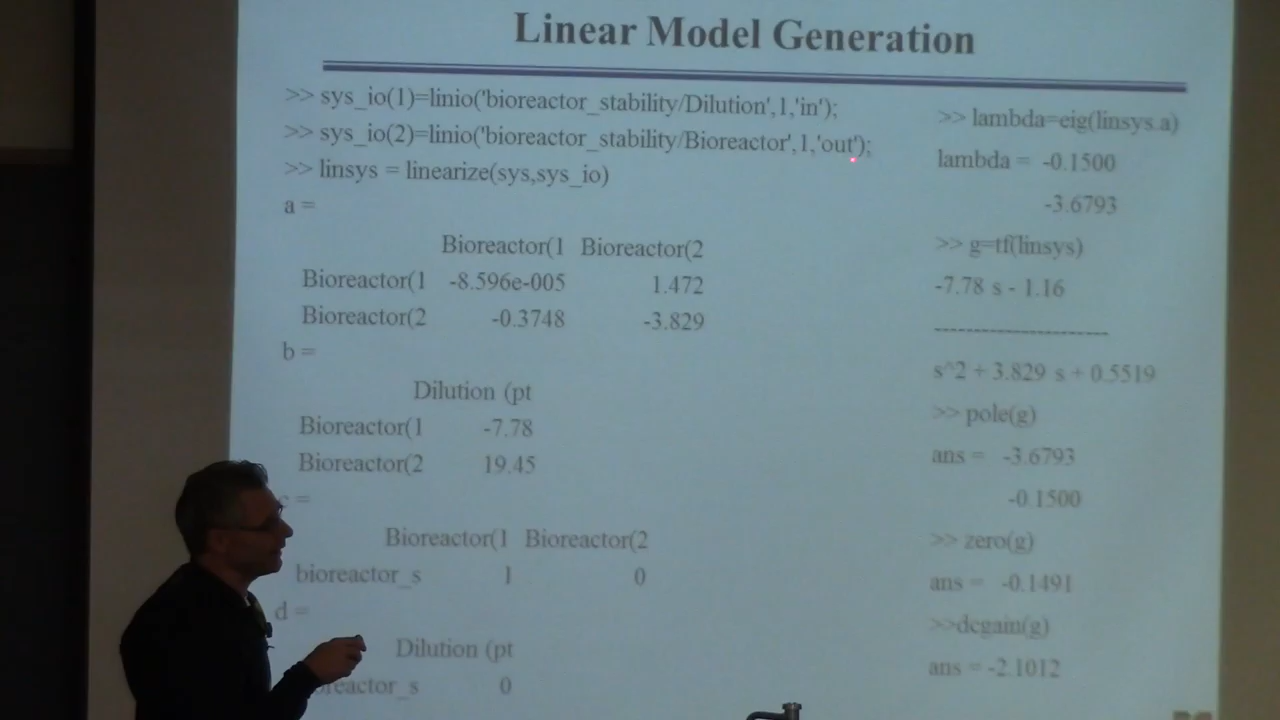 Linear Model Generation
>> sys_io(1)=linio('bioreactor_stability/Dilution',1,'in');
>> sys_io(2)=linio('bioreactor_stability/Bioreactor',1,'out');
>> linsys = linearize(sys,sys_io)
a =
Bioreactor(1 Bioreactor(2
Bioreactor(1 -8.596e-005 1.472
Bioreactor(2 -0.3748 -3.829
b =
Dilution (pt
Bioreactor(1 -7.78
Bioreactor(2 19.45
c =
Bioreactor(1 Bioreactor(2
bioreactor_s 1 0
d =
Dilution (pt
reactor_s 0
>> lambda=eig(linsys.a)
lambda = -0.1500
-3.6793
>> g=tf(linsys)
-7.78 s - 1.16
--------------------
s^2 + 3.829 s + 0.5519
>> pole(g)
ans = -3.6793
-0.1500
>> zero(g)
ans = -0.1491
>>dcgain(g)
ans = -2.1012